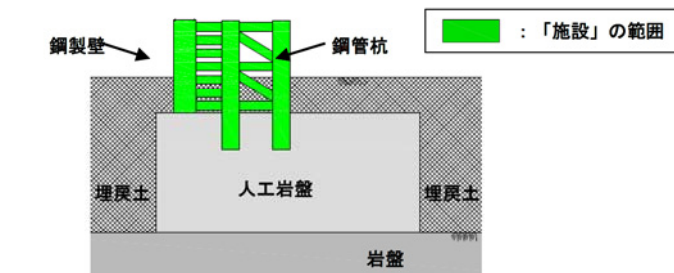 ：「施設」の範囲
鋼製壁
鋼管杭
埋戻土
人工岩盤
埋戻土
岩盤